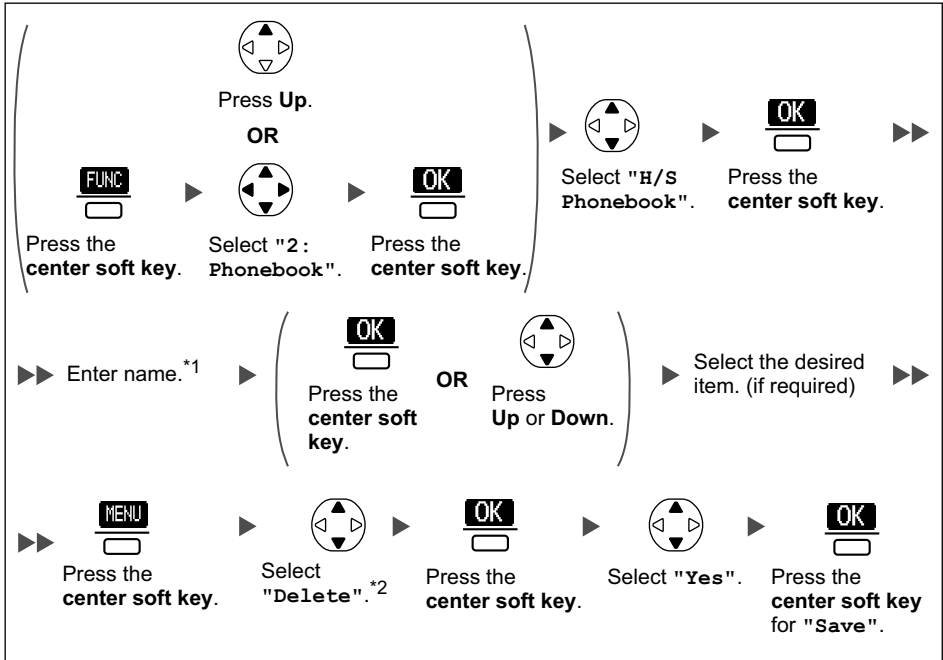 Press Up.
OR
FUNC
OK
Press the
center soft key.
Select "2:
Phonebook".
Press the
center soft key.
Select "H/S
Phonebook".
OK
Press the
center soft key.
Enter name.*1
OK
Press the
center soft
key.
OR
Press
Up or Down.
Select the desired
item. (if required)
MENU
Press the
center soft key.
Select
"Delete".*2
OK
Press the
center soft key.
Select "Yes".
OK
Press the
center soft key
for "Save".